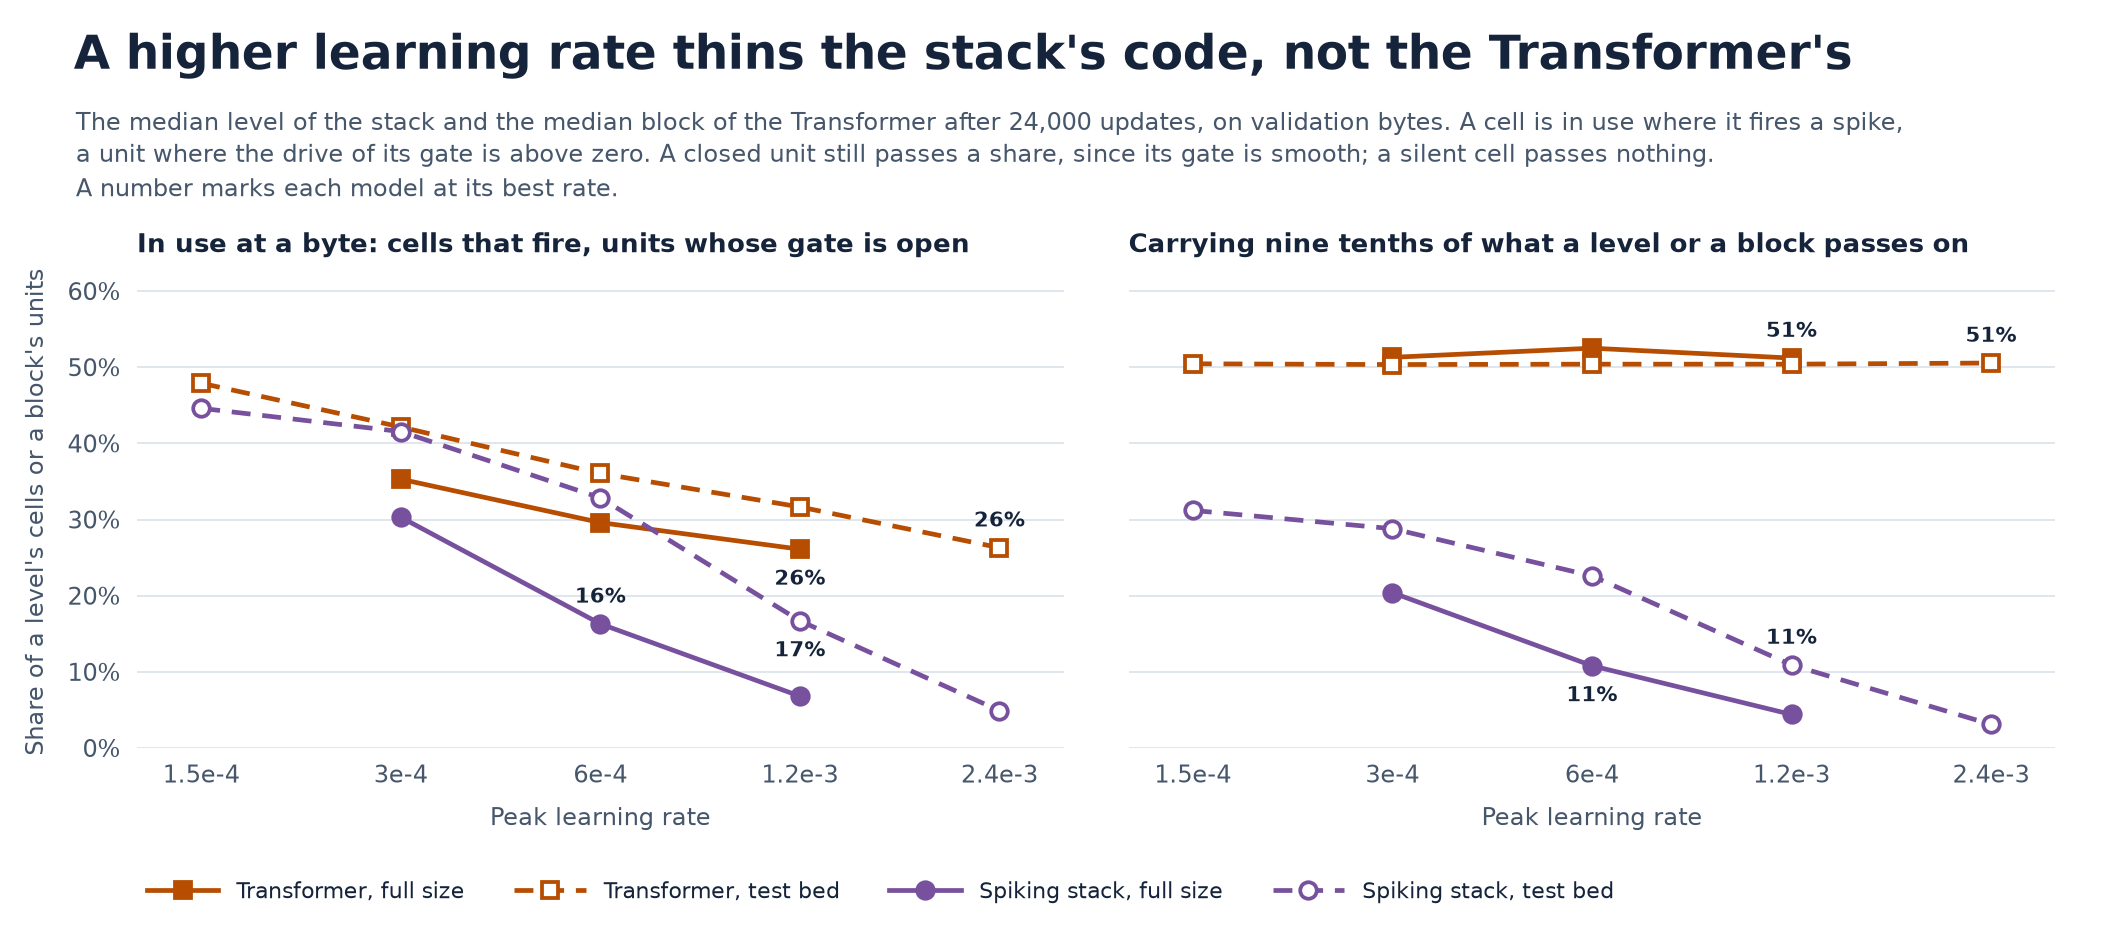 A higher learning rate thins the stack's code, not the Transformer's
The median level of the stack and the median block of the Transformer after 24,000 updates, on validation bytes. A cell is in use where it fires a spike,
a unit where the drive of its gate is above zero. A closed unit still passes a share, since its gate is smooth; a silent cell passes nothing.
A number marks each model at its best rate.
In use at a byte: cells that fire, units whose gate is open
Share of a level's cells or a block's units
60%
50%
40%
30%
20%
10%
0%
26%
26%
16%
17%
1.5e-4
3e-4
6e-4
1.2e-3
2.4e-3
Peak learning rate
Carrying nine tenths of what a level or a block passes on
51%
51%
11%
11%
1.5e-4
3e-4
6e-4
1.2e-3
2.4e-3
Peak learning rate
Transformer, full size
Transformer, test bed
Spiking stack, full size
Spiking stack, test bed